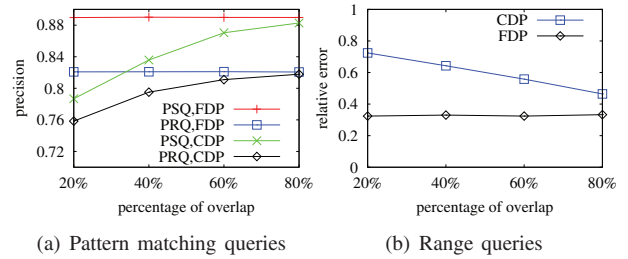 0.88
0.84
0.8
0.76
0.72
precision
PSQ,FDP
PRQ,FDP
PSQ,CDP
PRQ,CDP
20% 40% 60% 80%
percentage of overlap
(a) Pattern matching queries
1
0.8
0.6
0.4
0.2
0
relative error
CDP
FDP
20% 40% 60% 80%
percentage of overlap
(b) Range queries